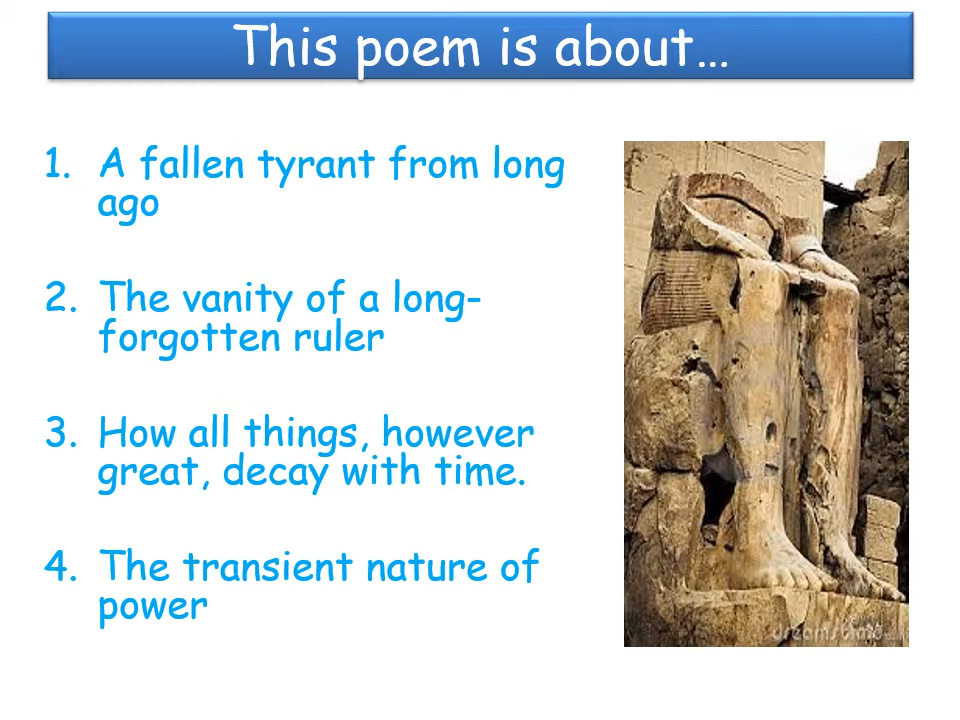 This poem is about…
1. A fallen tyrant from long
ago
2. The vanity of a long-
forgotten ruler
3. How all things, however
great, decay with time.
4. The transient nature of
power
dreamstime